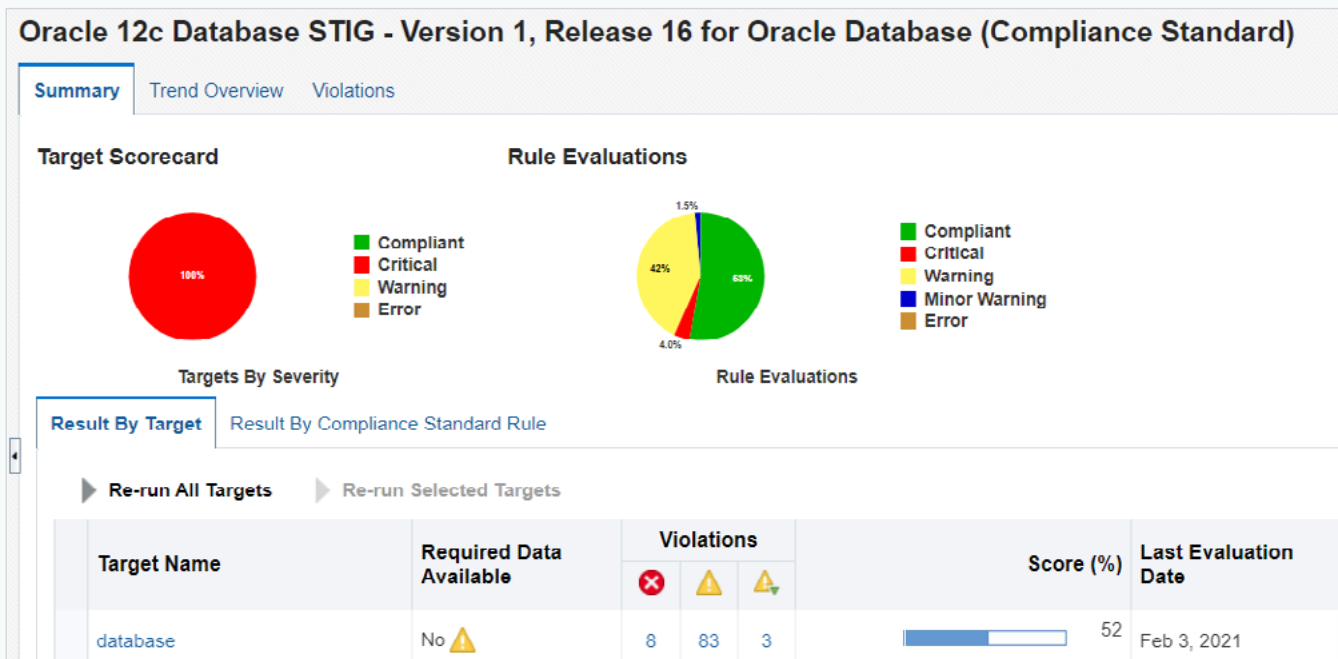 Oracle 12c Database STIG - Version 1, Release 16 for Oracle Database (Compliance Standard)
Summary Trend Overview Violations
Target Scorecard
Rule Evaluations
100%
Compliant
Critical
Warning
Error
Targets By Severity
1.5%
42%
53%
4.0%
Compliant
Critical
Warning
Minor Warning
Error
Rule Evaluations
Result By Target Result By Compliance Standard Rule
Re-run All Targets Re-run Selected Targets
Target Name
Required Data
Available
Violations
Score (%)
Last Evaluation
Date
database No 8 83 3 52 Feb 3, 2021